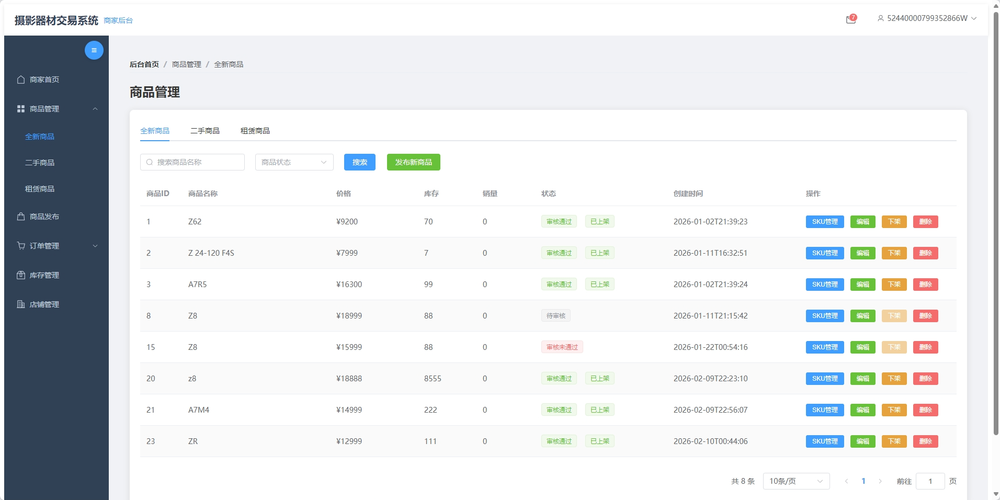 摄影器材交易系统 商家后台 7 52440000799352866W
商家首页
商品管理
全新商品
二手商品
租赁商品
商品发布
订单管理
库存管理
店铺管理
后台首页 / 商品管理 / 全新商品
商品管理
全新商品 二手商品 租赁商品
搜索商品名称 商品状态 搜索 发布新商品
商品ID 商品名称 价格 库存 销量 状态 创建时间 操作
1 Z62 ¥9200 70 0 审核通过 已上架 2026-01-02T21:39:23 SKU管理 编辑 下架 删除
2 Z 24-120 F4S ¥7999 7 0 审核通过 已上架 2026-01-11T16:32:51 SKU管理 编辑 下架 删除
3 A7R5 ¥16300 99 0 审核通过 已上架 2026-01-02T21:39:24 SKU管理 编辑 下架 删除
8 Z8 ¥18999 88 0 待审核 2026-01-11T21:15:42 SKU管理 编辑 下架 删除
15 Z8 ¥15999 88 0 审核未通过 2026-01-22T00:54:16 SKU管理 编辑 下架 删除
20 z8 ¥18888 8555 0 审核通过 已上架 2026-02-09T22:23:10 SKU管理 编辑 下架 删除
21 A7M4 ¥14999 222 0 审核通过 已上架 2026-02-09T22:56:07 SKU管理 编辑 下架 删除
23 ZR ¥12999 111 0 审核通过 已上架 2026-02-10T00:44:06 SKU管理 编辑 下架 删除
共 8 条 10条/页 1 前往 1 页